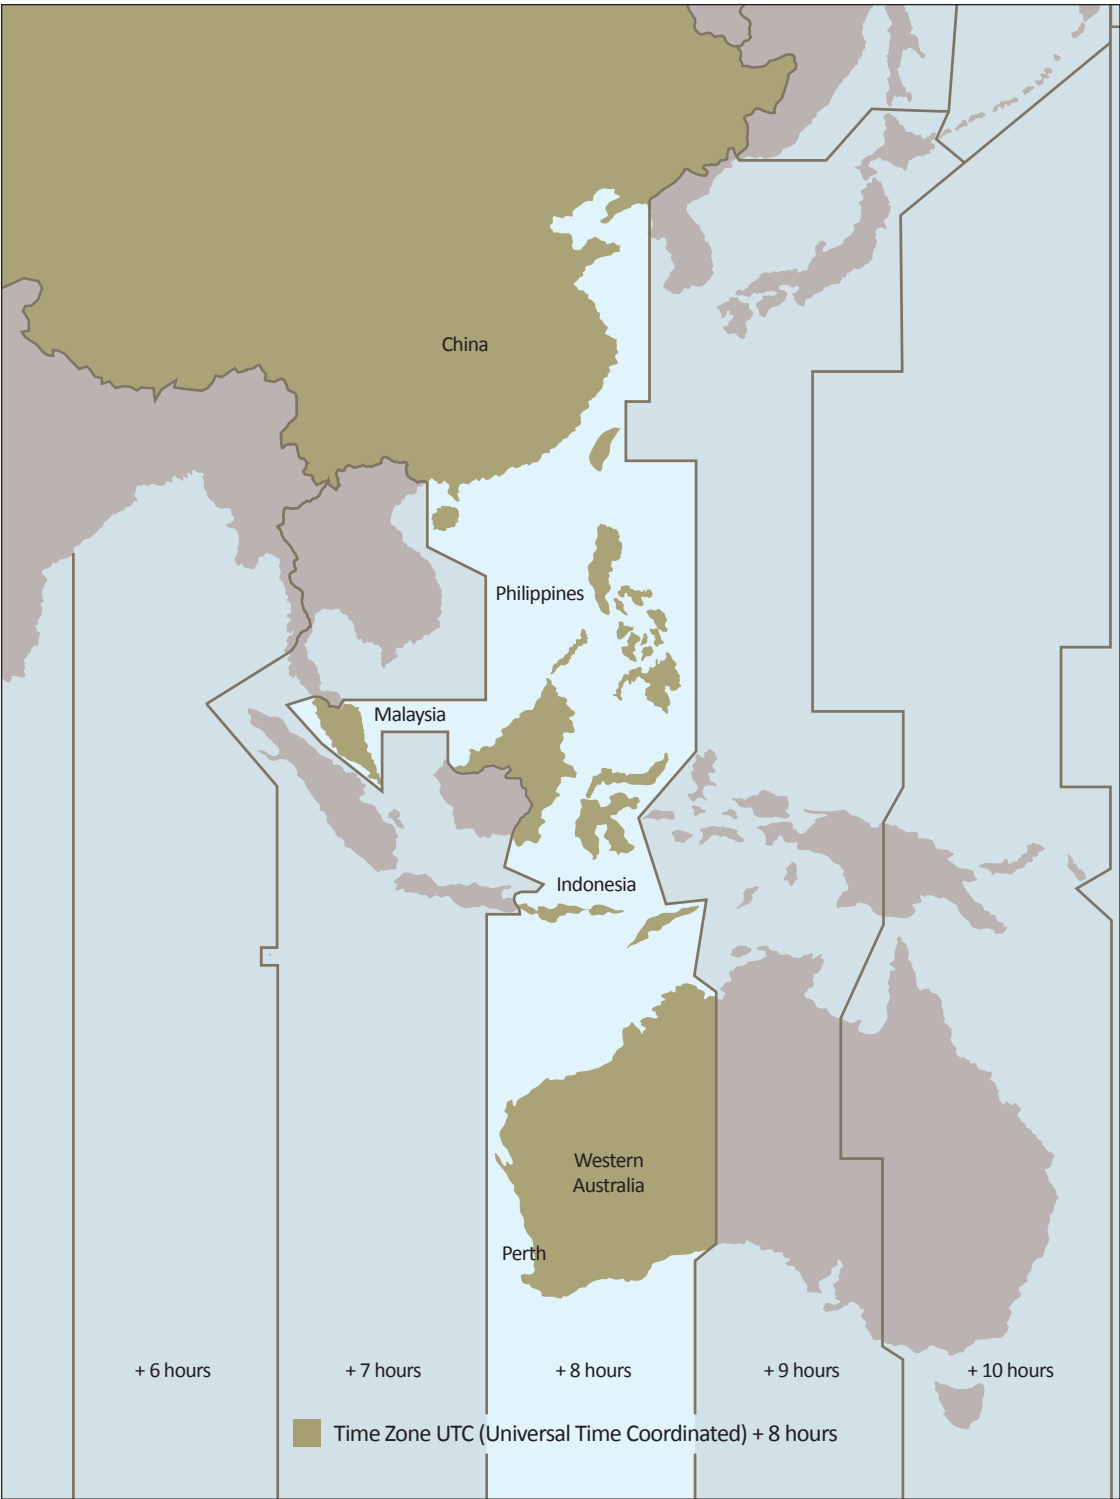 China
Philippines
Malaysia
Indonesia
Western
Australia
Perth
+ 6 hours
+ 7 hours
+ 8 hours
+ 9 hours
+ 10 hours
Time Zone UTC (Universal Time Coordinated) + 8 hours